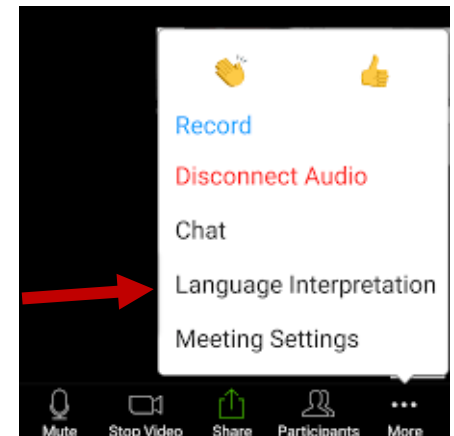 Record
Disconnect Audio
Chat
Language Interpretation
Meeting Settings
Mute Stop Video Share Participants More